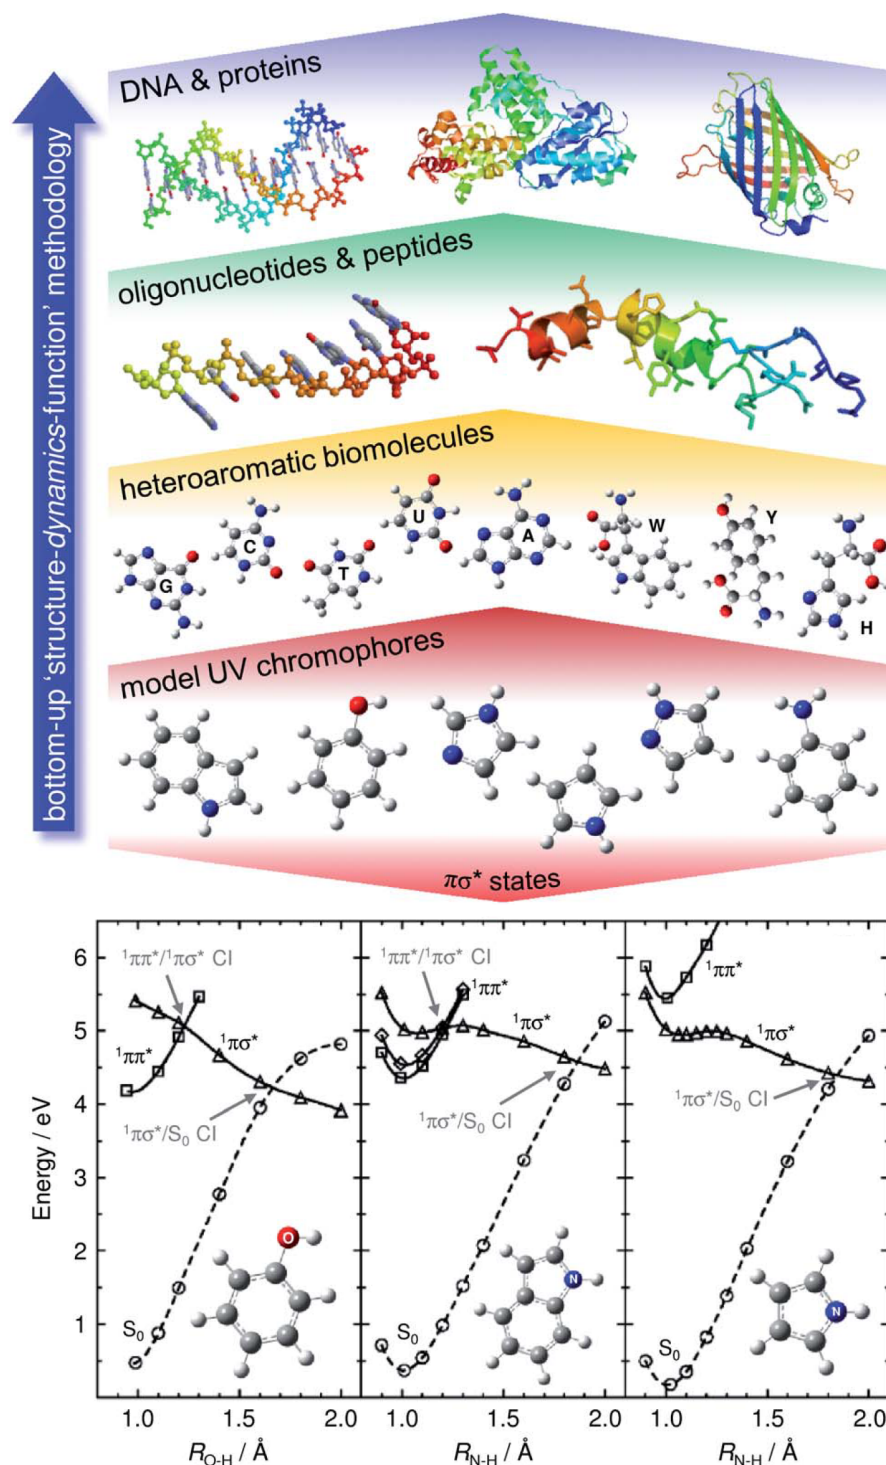 bottom-up 'structure-dynamics-function' methodology
DNA & proteins
oligonucleotides & peptides
heteroaromatic biomolecules
G
C
T
U
A
W
Y
H
model UV chromophores
πσ* states
Energy / eV
6
5
4
3
2
1
¹ππ*/¹πσ* CI
¹ππ*
¹πσ*
¹πσ*/S₀ CI
O
S₀
1.0 1.5 2.0
R_O-H / Å
¹ππ*/¹πσ* CI
¹ππ*
¹πσ*
¹πσ*/S₀ CI
N
S₀
1.0 1.5 2.0
R_N-H / Å
¹ππ*
¹πσ*
¹πσ*/S₀ CI
N
S₀
1.0 1.5 2.0
R_N-H / Å